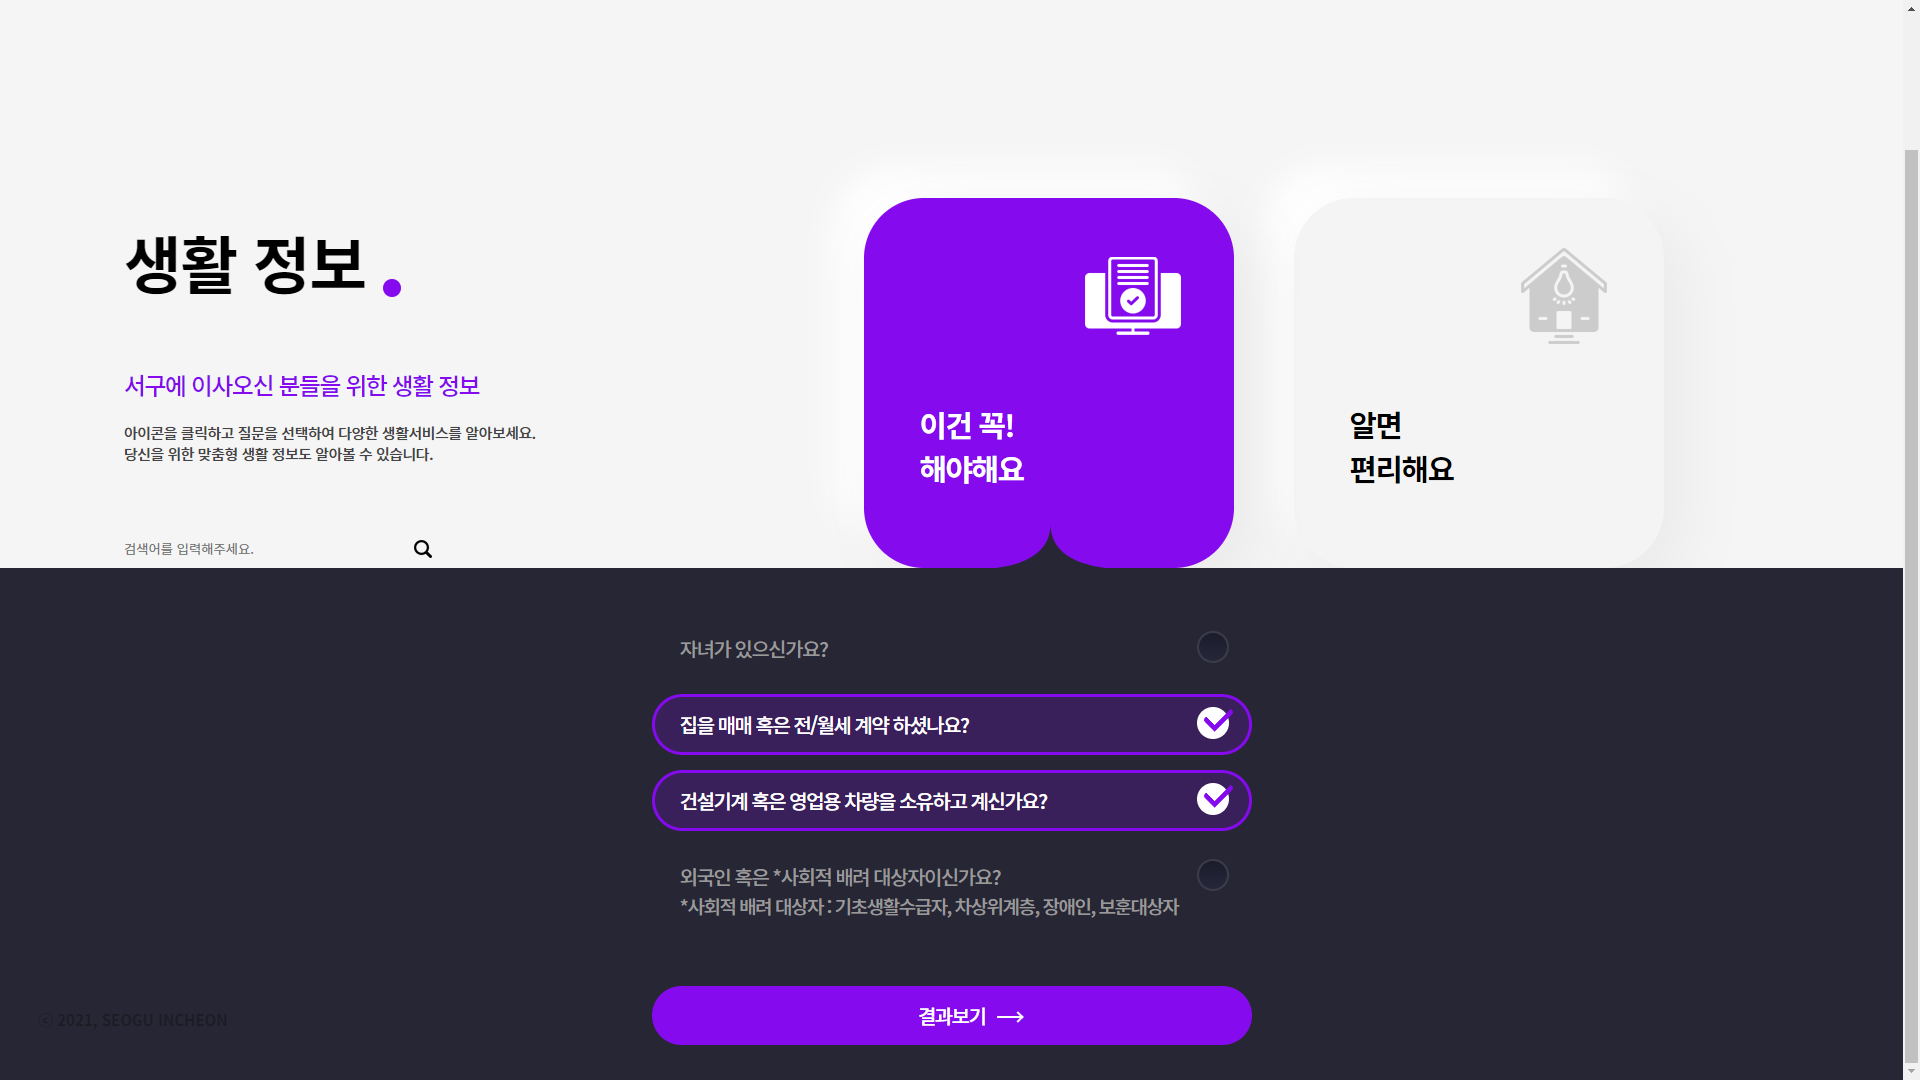 생활 정보
서구에 이사오신 분들을 위한 생활 정보
아이콘을 클릭하고 질문을 선택하여 다양한 생활서비스를 알아보세요.
당신을 위한 맞춤형 생활 정보도 알아볼 수 있습니다.
검색어를 입력해주세요.
이건 꼭!
해야해요
알면
편리해요
자녀가 있으신가요?
집을 매매 혹은 전/월세 계약 하셨나요?
건설기계 혹은 영업용 차량을 소유하고 계신가요?
외국인 혹은 *사회적 배려 대상자이신가요?
*사회적 배려 대상자 : 기초생활수급자, 차상위계층, 장애인, 보훈대상자
결과보기
ⓒ 2021, SEOGU INCHEON